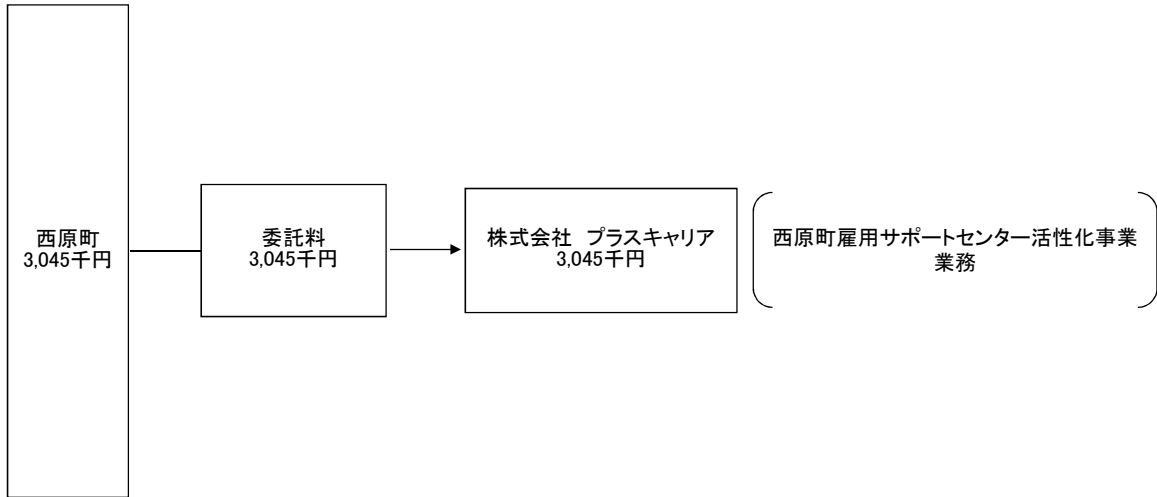 西原町
3,045千円
委託料
3,045千円
株式会社　プラスキャリア
3,045千円
西原町雇用サポートセンター活性化事業
業務